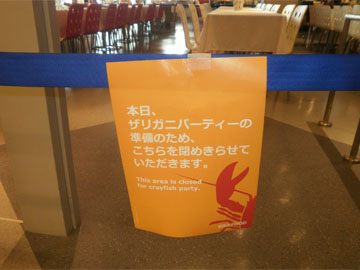 本日、
ザリガニパーティーの
準備のため、
こちらを閉めきらせて
いただきます。
This area is closed
for crayfish party.